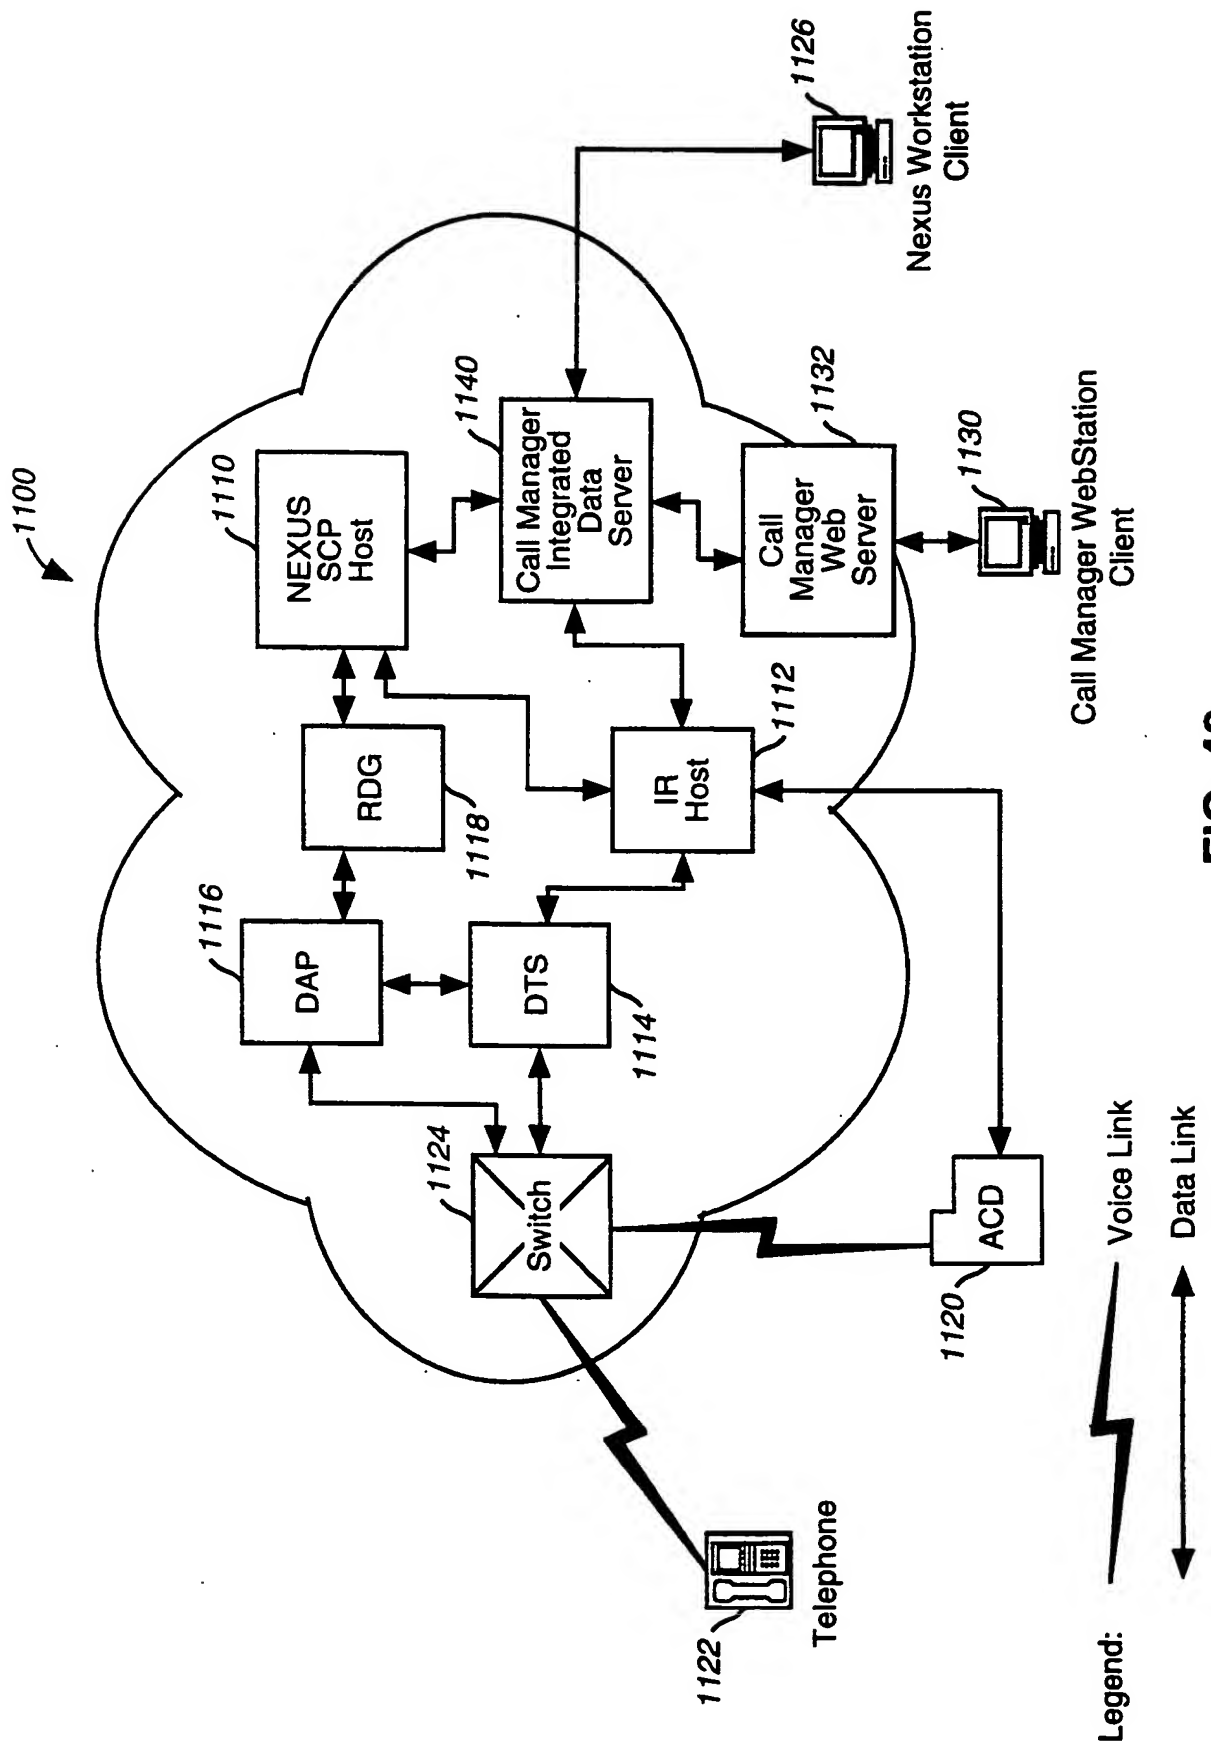 1100
NEXUS
SCP
Host
1110
RDG
1118
DAP
1116
DTS
1114
Switch
1124
Call Manager
Integrated
Data
Server
1140
IR
Host
1112
Call
Manager
Web
Server
1132
1126
Nexus Workstation
Client
1130
Call Manager WebStation
Client
ACD
1120
1122
Telephone
Legend:
Voice Link
Data Link